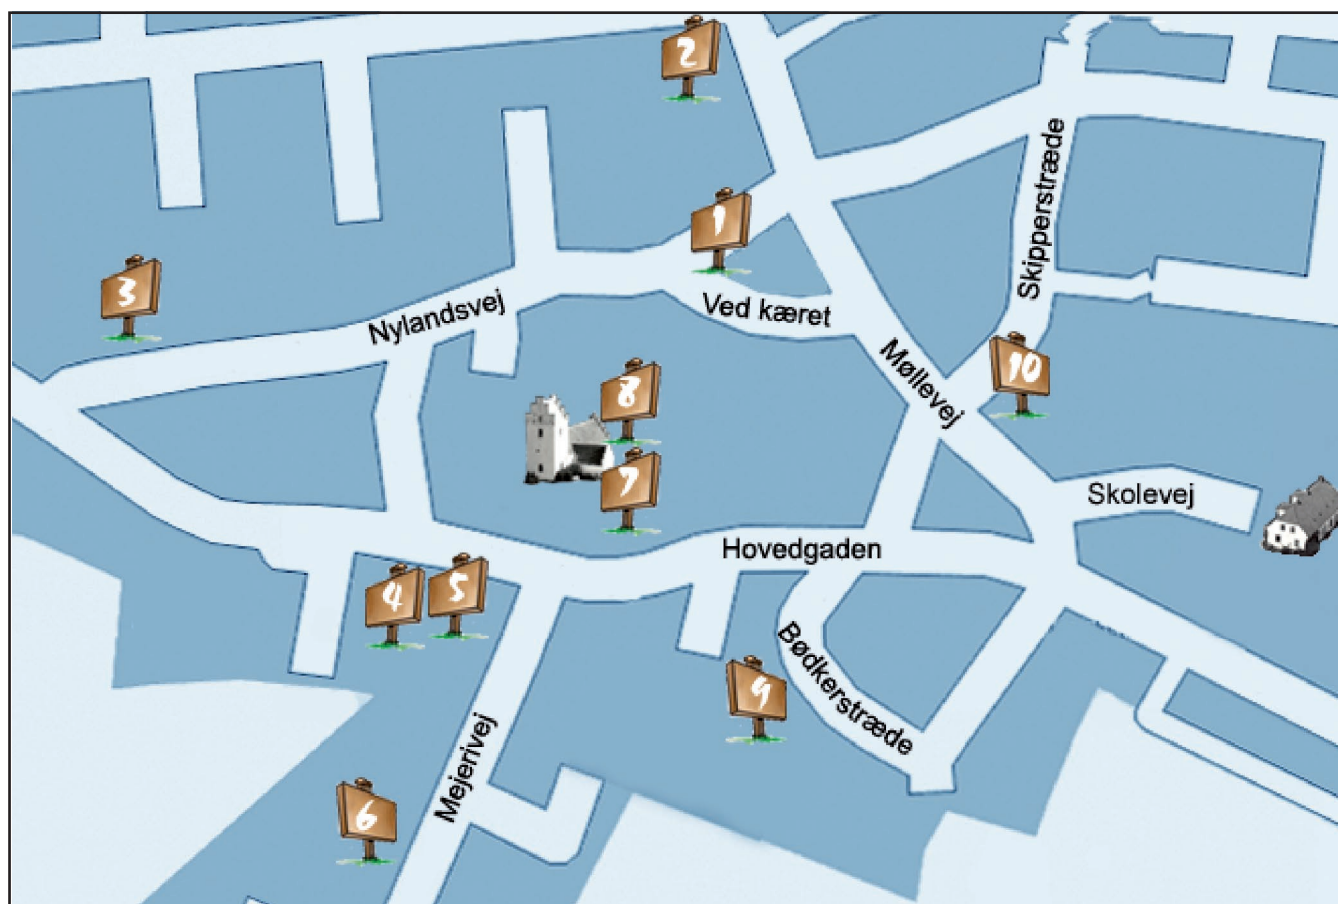 2
1
Skipperstræde
3
Nylandsvej
Ved kæret
10
Møllevej
8
7
Skolevej
Hovedgaden
4
5
Bødkerstræde
9
Mejerivej
6